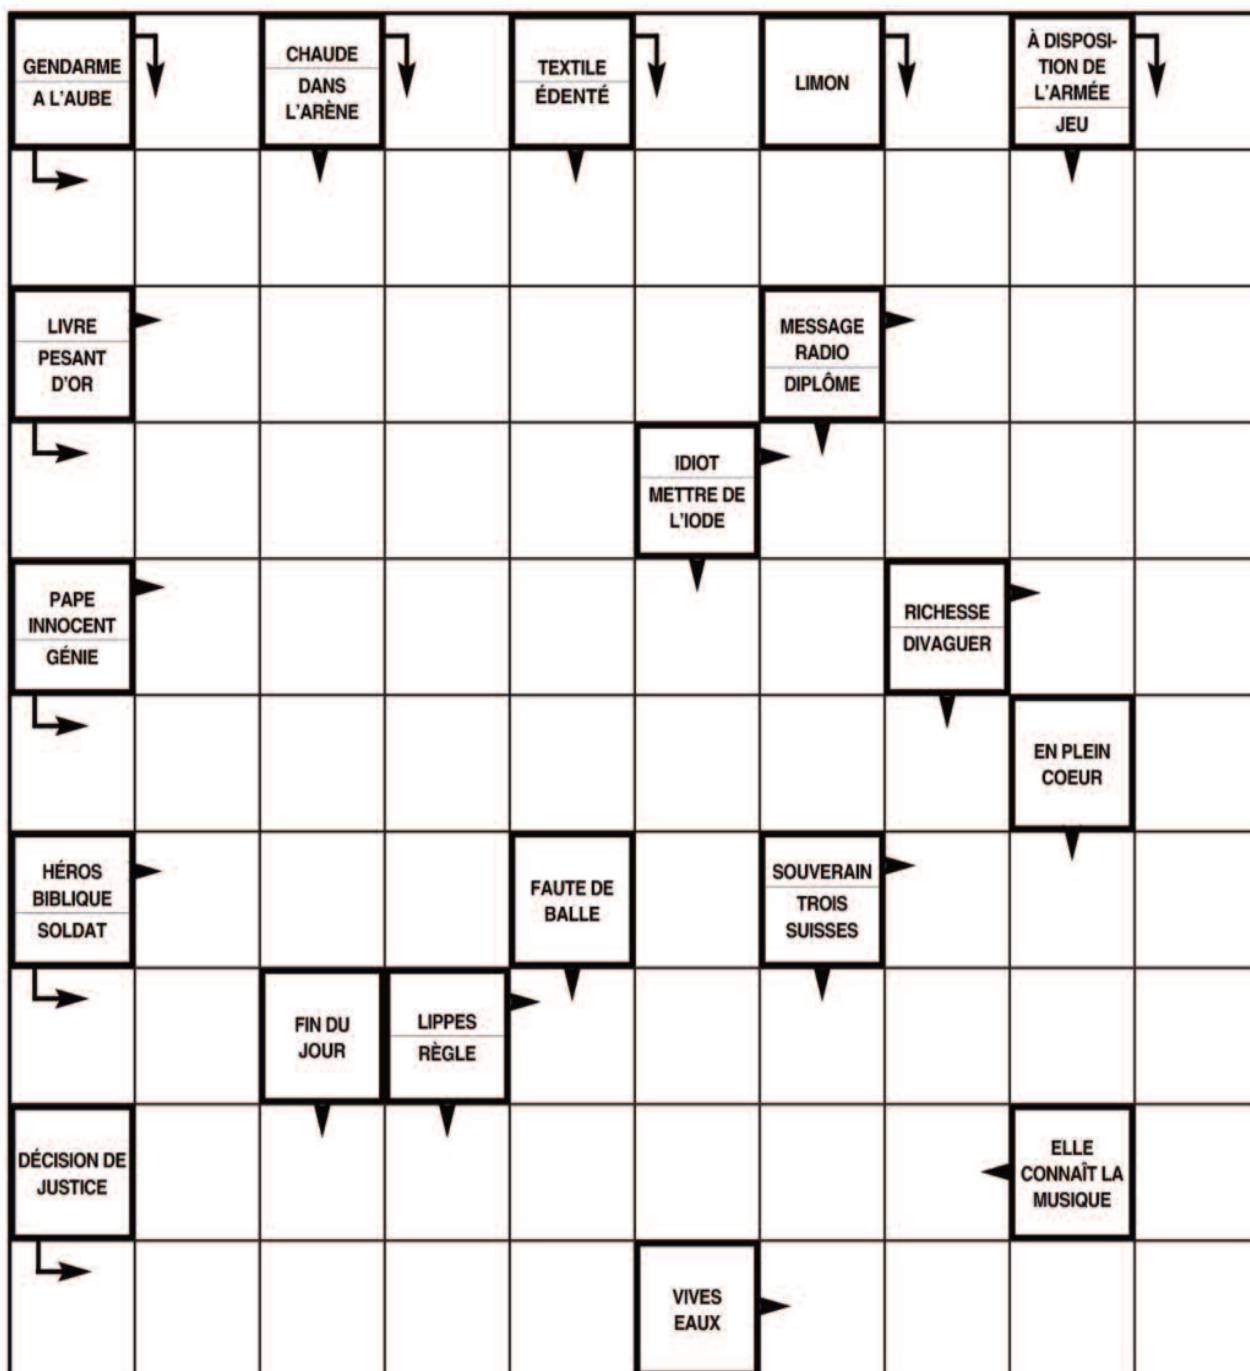 GENDARME
A L'AUBE
CHAUDE
DANS
L'ARÈNE
TEXTILE
ÉDENTÉ
LIMON
À DISPOSI-
TION DE
L'ARMÉE
JEU
LIVRE
PESANT
D'OR
MESSAGE
RADIO
DIPLÔME
IDIOT
METTRE DE
L'IODE
PAPE
INNOCENT
GÉNIE
RICHESSE
DIVAGUER
EN PLEIN
COEUR
HÉROS
BIBLIQUE
SOLDAT
FAUTE DE
BALLE
SOUVERAIN
TROIS
SUISSES
FIN DU
JOUR
LIPPES
RÈGLE
DÉCISION DE
JUSTICE
ELLE
CONNAÎT LA
MUSIQUE
VIVES
EAUX